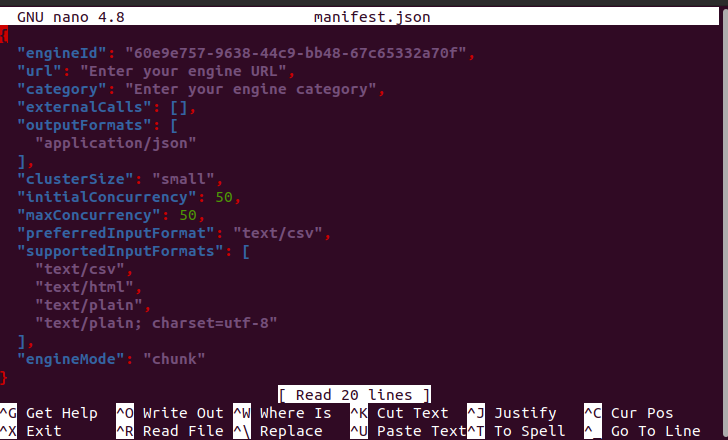 GNU nano 4.8 manifest.json
{
"engineId": "60e9e757-9638-44c9-bb48-67c65332a70f",
"url": "Enter your engine URL",
"category": "Enter your engine category",
"externalCalls": [],
"outputFormats": [
"application/json"
],
"clusterSize": "small",
"initialConcurrency": 50,
"maxConcurrency": 50,
"preferredInputFormat": "text/csv",
"supportedInputFormats": [
"text/csv",
"text/html",
"text/plain",
"text/plain; charset=utf-8"
],
"engineMode": "chunk"
}
[ Read 20 lines ]
^G Get Help ^O Write Out ^W Where Is ^K Cut Text ^J Justify ^C Cur Pos
^X Exit ^R Read File ^\ Replace ^U Paste Text ^T To Spell ^_ Go To Line